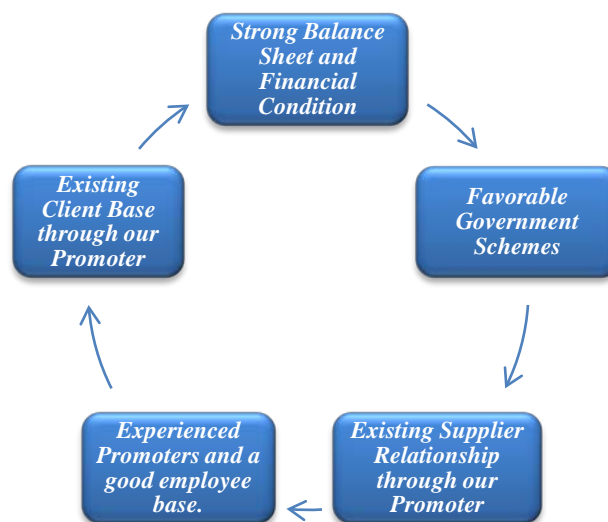 Strong Balance
Sheet and
Financial
Condition
Favorable
Government
Schemes
Existing Supplier
Relationship
through our
Promoter
Experienced
Promoters and a
good employee
base.
Existing
Client Base
through our
Promoter